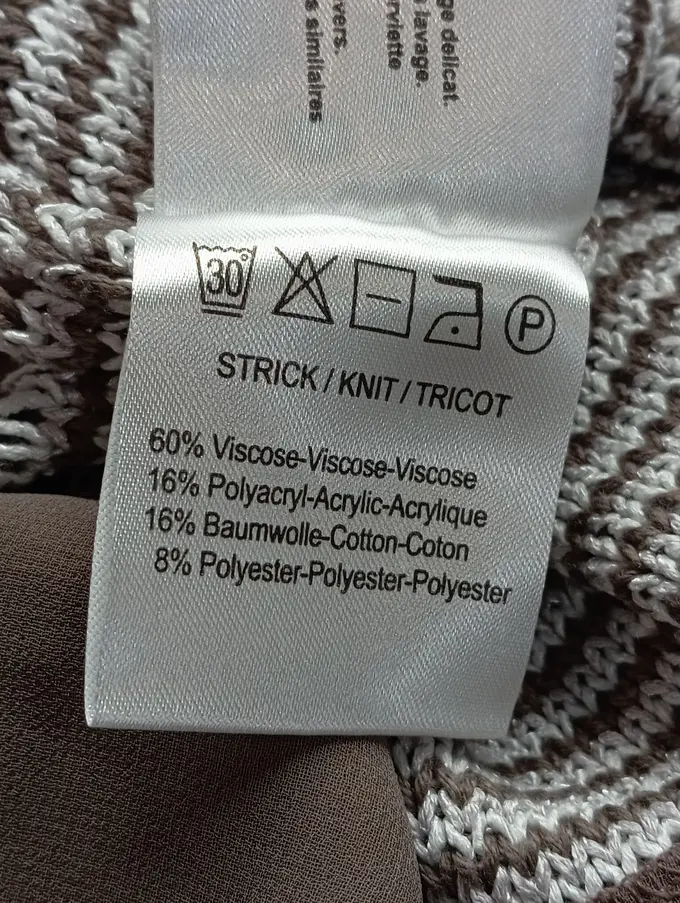 ge delicat.
lavage.
rviette
vers.
s similaires
30°
P
STRICK / KNIT / TRICOT
60% Viscose-Viscose-Viscose
16% Polyacryl-Acrylic-Acrylique
16% Baumwolle-Cotton-Coton
8% Polyester-Polyester-Polyester